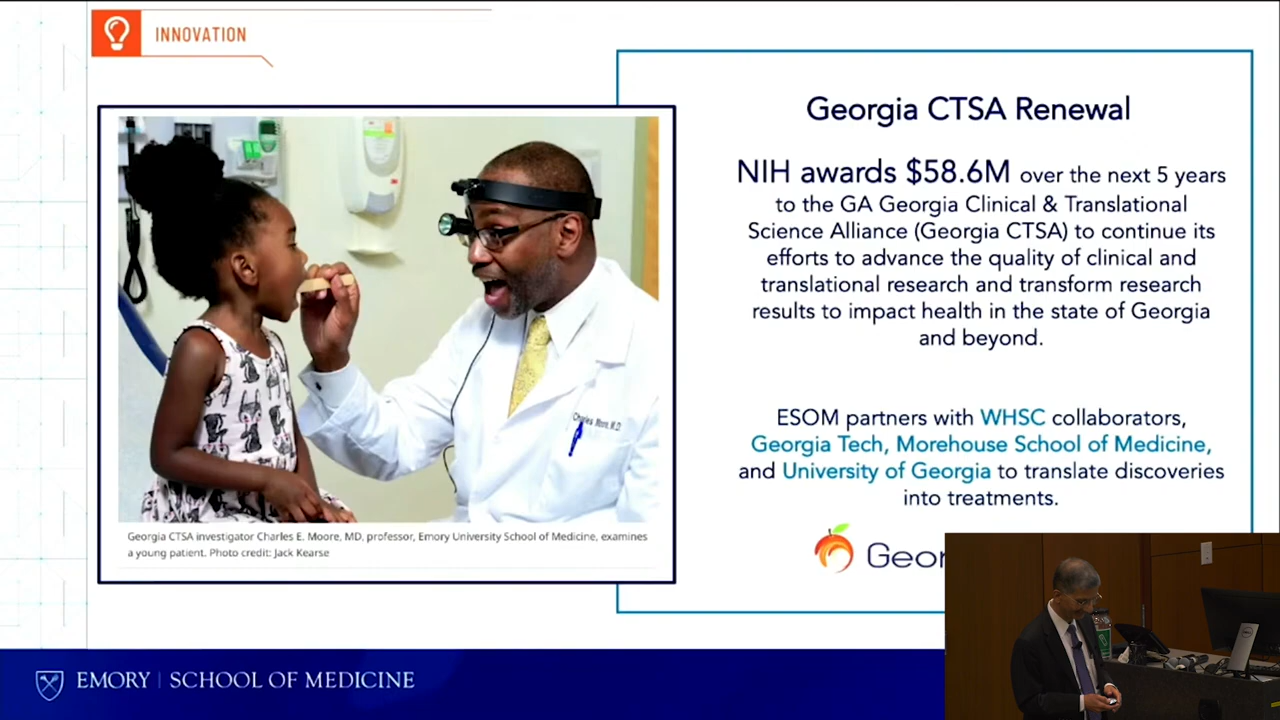 INNOVATION
Georgia CTSA Renewal
NIH awards $58.6M over the next 5 years
to the GA Georgia Clinical & Translational
Science Alliance (Georgia CTSA) to continue its
efforts to advance the quality of clinical and
translational research and transform research
results to impact health in the state of Georgia
and beyond.
ESOM partners with WHSC collaborators,
Georgia Tech, Morehouse School of Medicine,
and University of Georgia to translate discoveries
into treatments.
Geor
Charles Moore, M.D
Georgia CTSA investigator Charles E. Moore, MD, professor, Emory University School of Medicine, examines
a young patient. Photo credit: Jack Kearse
EMORY | SCHOOL OF MEDICINE